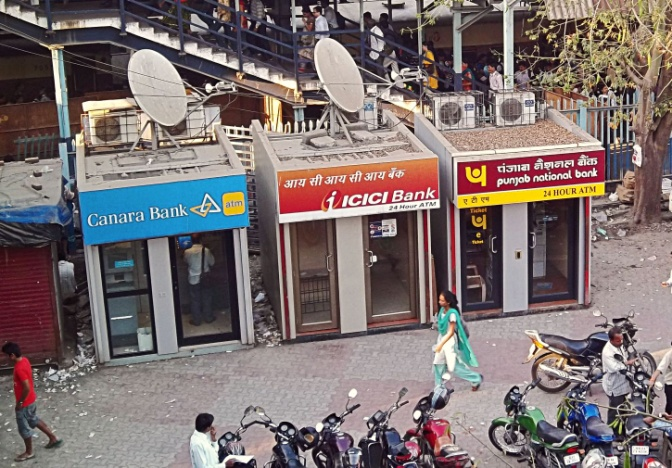 Canara Bank
atm
आय सी आय सी आय बँक
ICICI Bank
24 Hour ATM
पंजाब नैशनल बैंक
punjab national bank
ए टी एम
24 HOUR ATM
Ticket